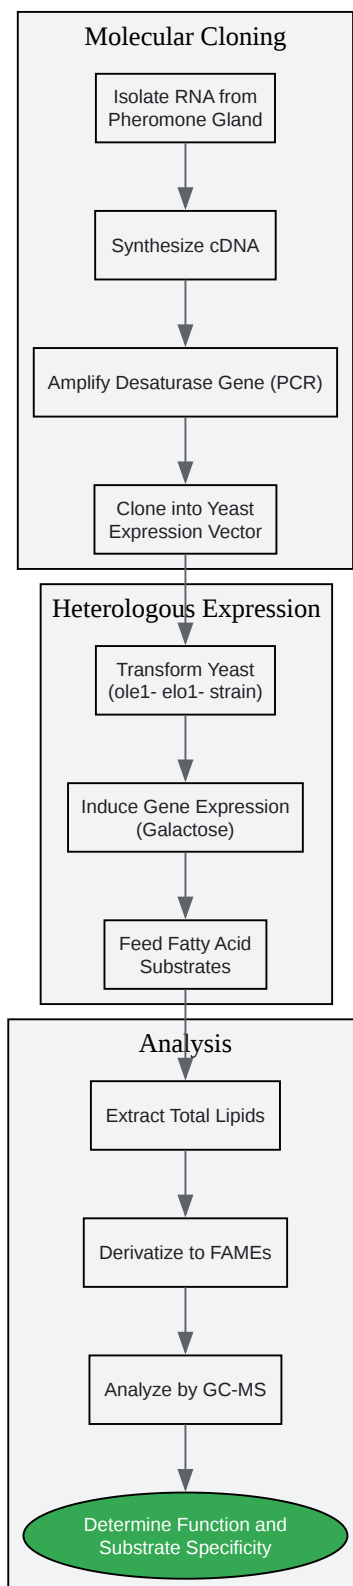 Molecular Cloning
Isolate RNA from
Pheromone Gland
Synthesize cDNA
Amplify Desaturase Gene (PCR)
Clone into Yeast
Expression Vector
Heterologous Expression
Transform Yeast
(ole1- elo1- strain)
Induce Gene Expression
(Galactose)
Feed Fatty Acid
Substrates
Analysis
Extract Total Lipids
Derivatize to FAMEs
Analyze by GC-MS
Determine Function and
Substrate Specificity